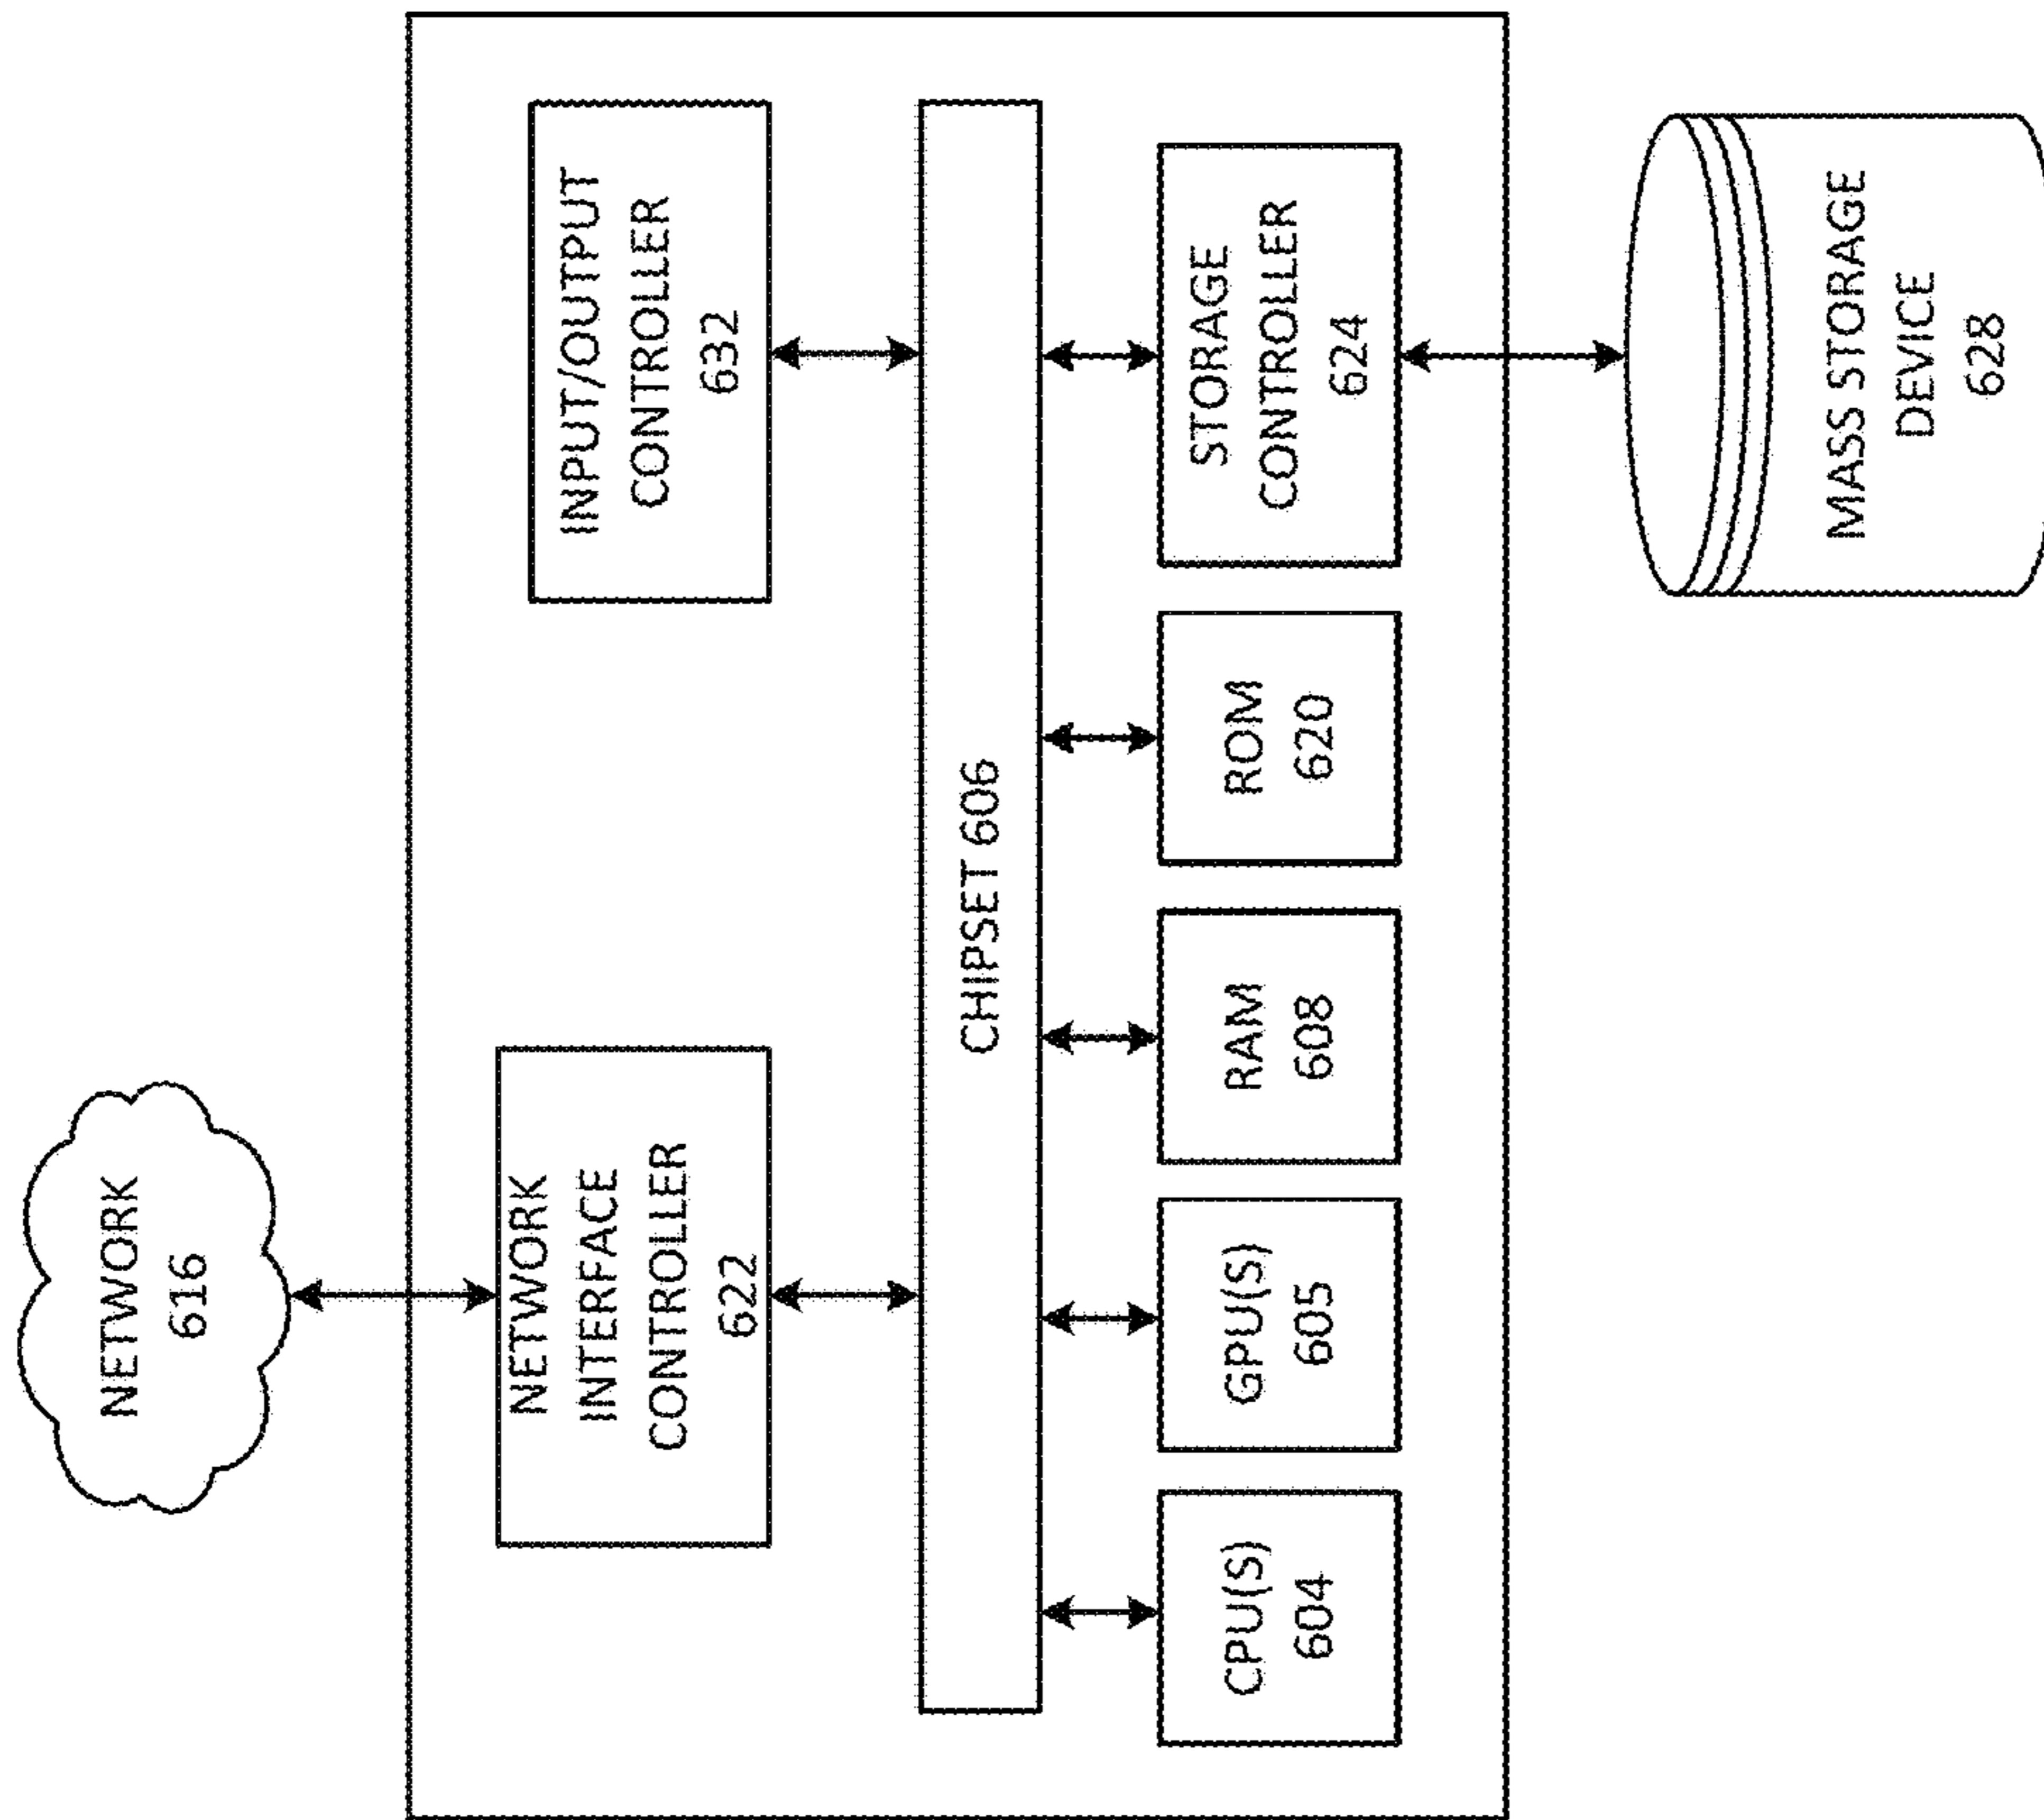 NETWORK
616
NETWORK
INTERFACE
CONTROLLER
622
INPUT/OUTPUT
CONTROLLER
632
CHIPSET 606
CPU(S)
604
GPU(S)
605
RAM
608
ROM
620
STORAGE
CONTROLLER
624
MASS STORAGE
DEVICE
628